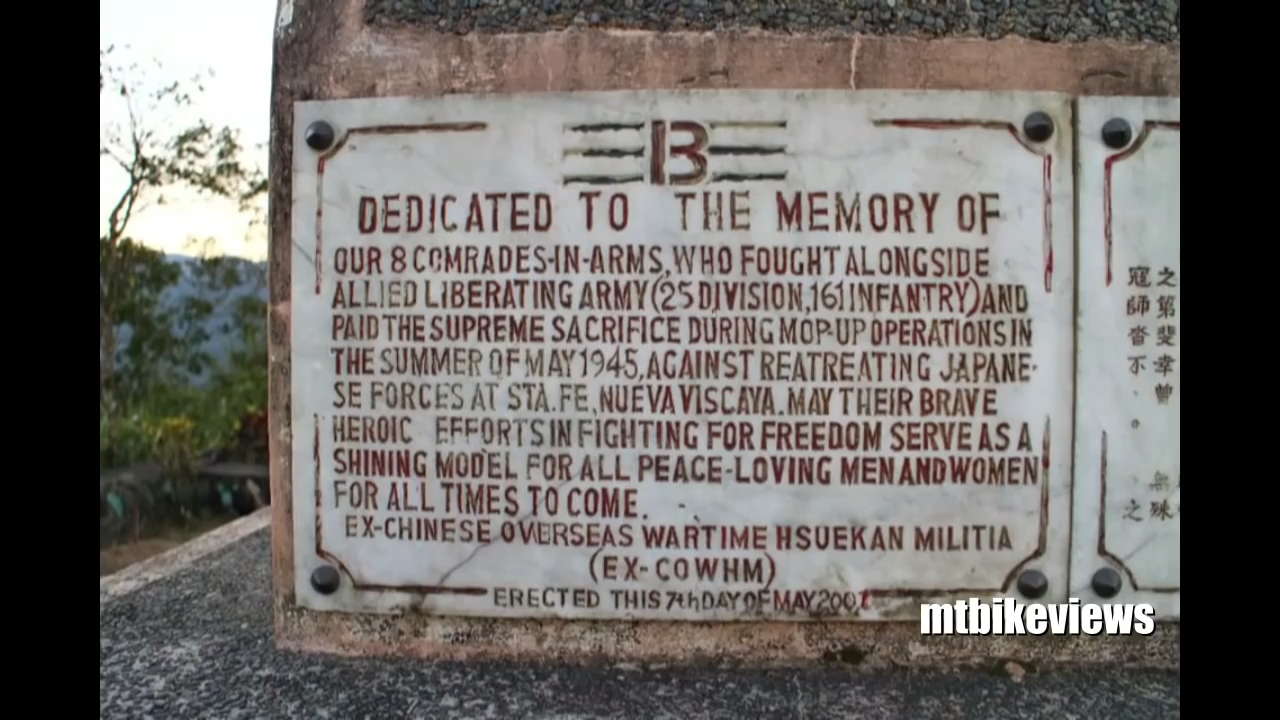 B
DEDICATED TO THE MEMORY OF
OUR 8 COMRADES-IN-ARMS, WHO FOUGHT ALONGSIDE
ALLIED LIBERATING ARMY (25 DIVISION, 161 INFANTRY) AND
PAID THE SUPREME SACRIFICE DURING MOP-UP OPERATIONS IN
THE SUMMER OF MAY 1945, AGAINST REATREATING JAPANE-
SE FORCES AT STA. FE, NUEVA VISCAYA. MAY THEIR BRAVE
HEROIC EFFORTS IN FIGHTING FOR FREEDOM SERVE AS A
SHINING MODEL FOR ALL PEACE-LOVING MEN AND WOMEN
FOR ALL TIMES TO COME.
EX-CHINESE OVERSEAS WARTIME HSUEKAN MILITIA
(EX-COWHM)
ERECTED THIS 7th DAY OF MAY
之第斐幸曾 無殊
寇師沓不、。 之
mtbikeviews